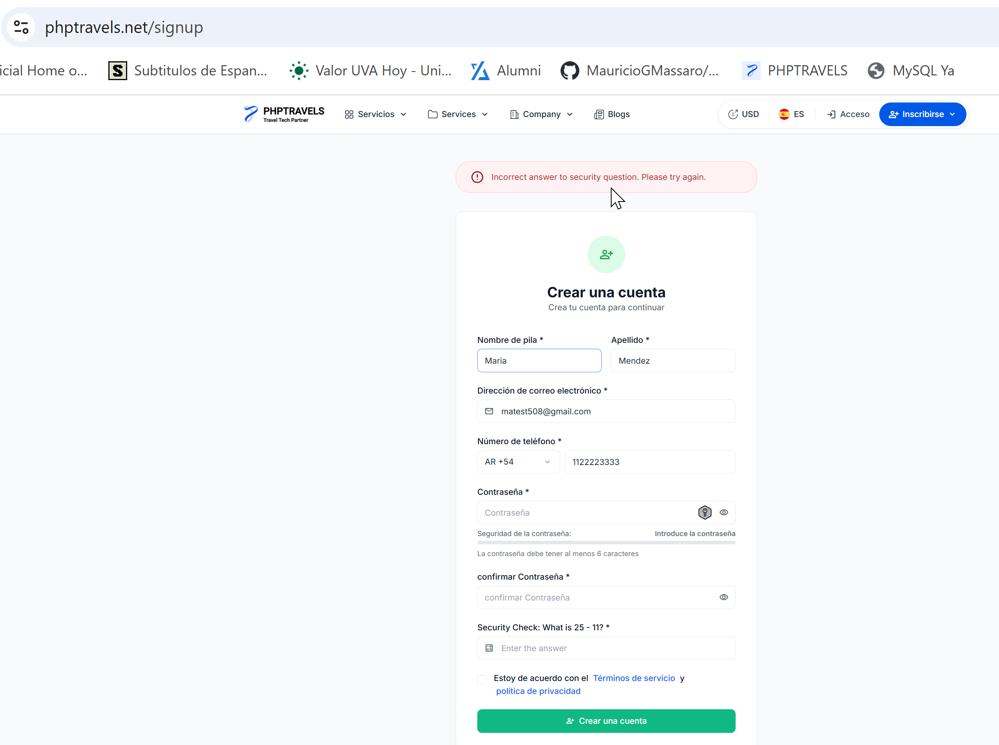 phptravels.net/signup
icial Home o...
Subtitulos de Espan...
Valor UVA Hoy - Uni...
Alumni
MauricioGMassaro/...
PHPTRAVELS
MySQL Ya
PHPTRAVELS
Travel Tech Partner
Servicios
Services
Company
Blogs
USD
ES
Acceso
Inscribirse
Incorrect answer to security question. Please try again.
Crear una cuenta
Crea tu cuenta para continuar
Nombre de pila *
Apellido *
Maria
Mendez
Dirección de correo electrónico *
matest508@gmail.com
Número de teléfono *
AR +54
1122223333
Contraseña *
Contraseña
Seguridad de la contraseña:
Introduce la contraseña
La contraseña debe tener al menos 6 caracteres
confirmar Contraseña *
confirmar Contraseña
Security Check: What is 25 - 11? *
Enter the answer
Estoy de acuerdo con el Términos de servicio y
política de privacidad
Crear una cuenta